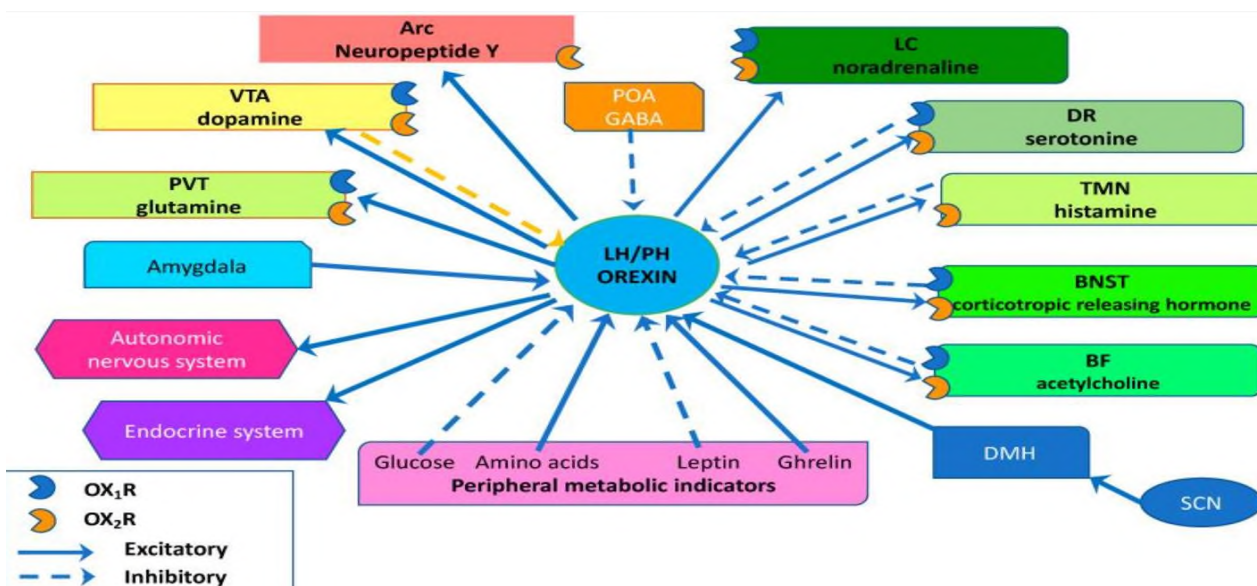 Arc
Neuropeptide Y
LC
noradrenaline
VTA
dopamine
POA
GABA
DR
serotonine
PVT
glutamine
TMN
histamine
LH/PH
OREXIN
Amygdala
BNST
corticotropic releasing hormone
Autonomic
nervous system
BF
acetylcholine
Endocrine system
Glucose Amino acids Leptin Ghrelin
Peripheral metabolic indicators
DMH
SCN
OX₁R
OX₂R
Excitatory
Inhibitory